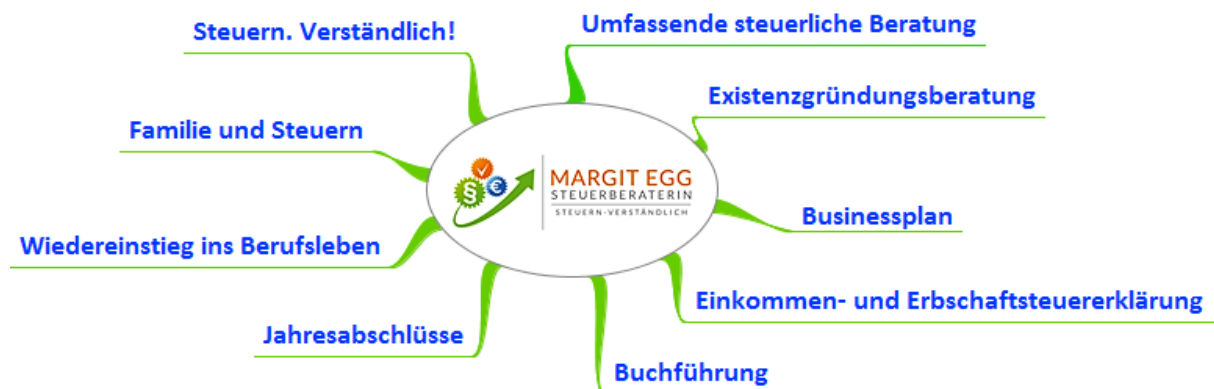 Steuern. Verständlich!
Umfassende steuerliche Beratung
Existenzgründungsberatung
Familie und Steuern
§
€
MARGIT EGG
STEUERBERATERIN
STEUERN-VERSTÄNDLICH
Businessplan
Wiedereinstieg ins Berufsleben
Einkommen- und Erbschaftsteuererklärung
Jahresabschlüsse
Buchführung